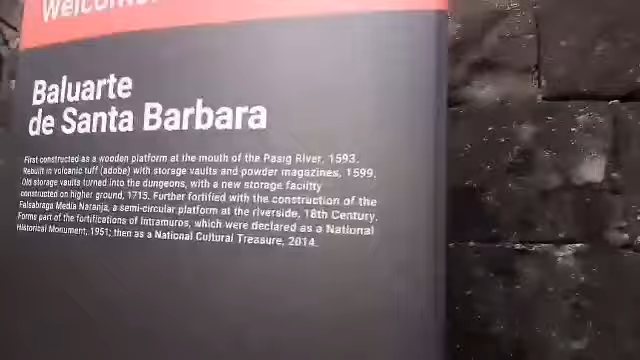 Welcome
Baluarte
de Santa Barbara
First constructed as a wooden platform at the mouth of the Pasig River, 1593.
Rebuilt in volcanic tuff (adobe) with storage vaults and powder magazines, 1599.
Old storage vaults turned into the dungeons, with a new storage facility
constructed on higher ground, 1715. Further fortified with the construction of the
Falsabraga Media Naranja, a semi-circular platform at the riverside, 18th Century.
Forms part of the fortifications of Intramuros, which were declared as a National
Historical Monument, 1951; then as a National Cultural Treasure, 2014.